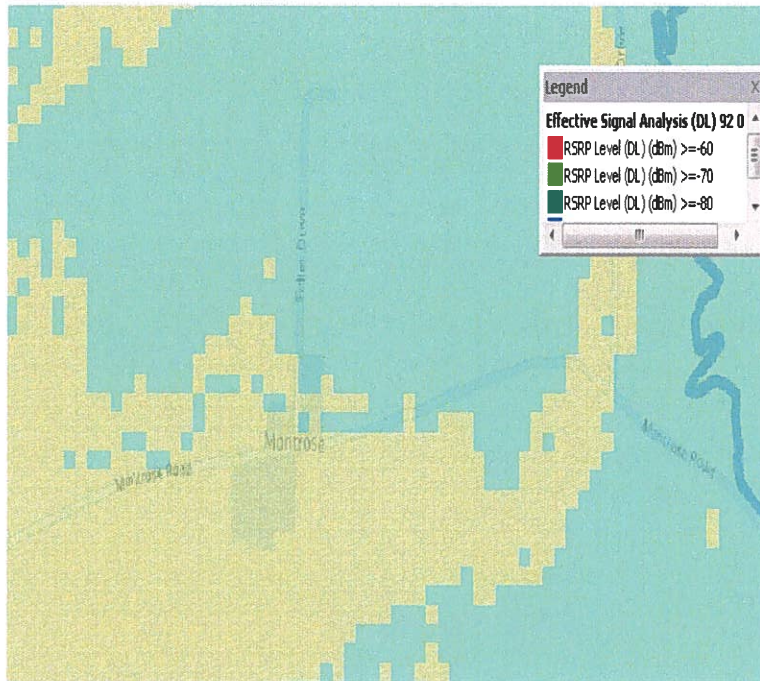 Legend X
Effective Signal Analysis (DL) 92 0
RSRP Level (DL) (dBm) >=-60
RSRP Level (DL) (dBm) >=-70
RSRP Level (DL) (dBm) >=-80
Drive
Montrose
Montrose Road
Montrose Road